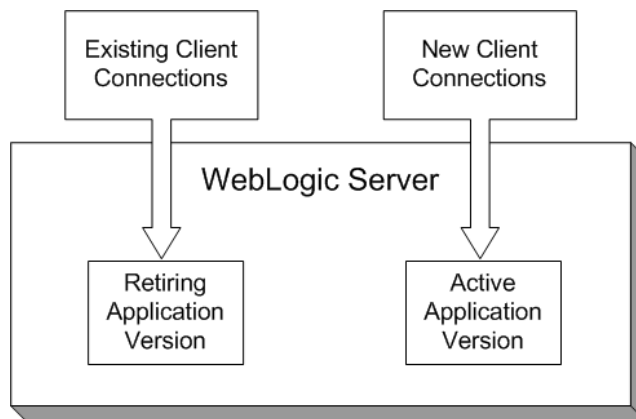 Existing Client
Connections
New Client
Connections
WebLogic Server
Retiring
Application
Version
Active
Application
Version